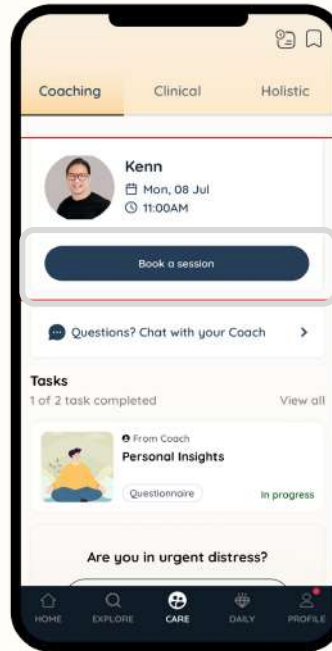 Coaching Clinical Holistic
Kenn
Mon, 08 Jul
11:00AM
Book a session
Questions? Chat with your Coach
Tasks
1 of 2 task completed View all
From Coach
Personal Insights
Questionnaire In progress
Are you in urgent distress?
HOME EXPLORE CARE DAILY PROFILE